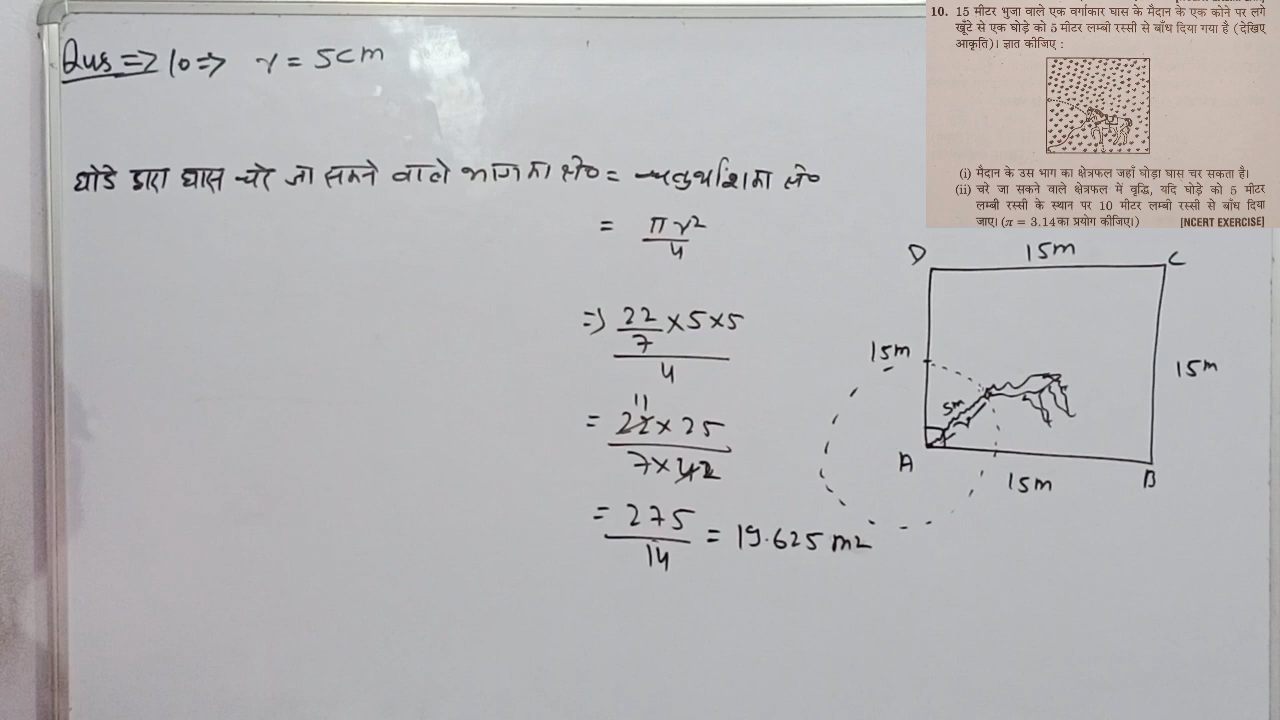 10. 15 मीटर भुजा वाले एक वर्गाकार घास के मैदान के एक कोने पर लगे
खूँटे से एक घोड़े को 5 मीटर लम्बी रस्सी से बाँध दिया गया है (देखिए
आकृति)। ज्ञात कीजिए :
(i) मैदान के उस भाग का क्षेत्रफल जहाँ घोड़ा घास चर सकता है।
(ii) चरे जा सकने वाले क्षेत्रफल में वृद्धि, यदि घोड़े को 5 मीटर
लम्बी रस्सी के स्थान पर 10 मीटर लम्बी रस्सी से बाँध दिया
जाए। (π = 3.14 का प्रयोग कीजिए।) [NCERT EXERCISE]
Qus => 10 => r = 5cm
घोडे द्वारा घास चरे जा सकने वाले भाग का क्षे० = चतुर्थाश का क्षे०
= πr²/4
=> 22/7 ×5×5
4
= 22 11 × 25
7×4 2
= 275/14 = 19.625 m2
D 15m C
15m 15m
5m
A 15m B